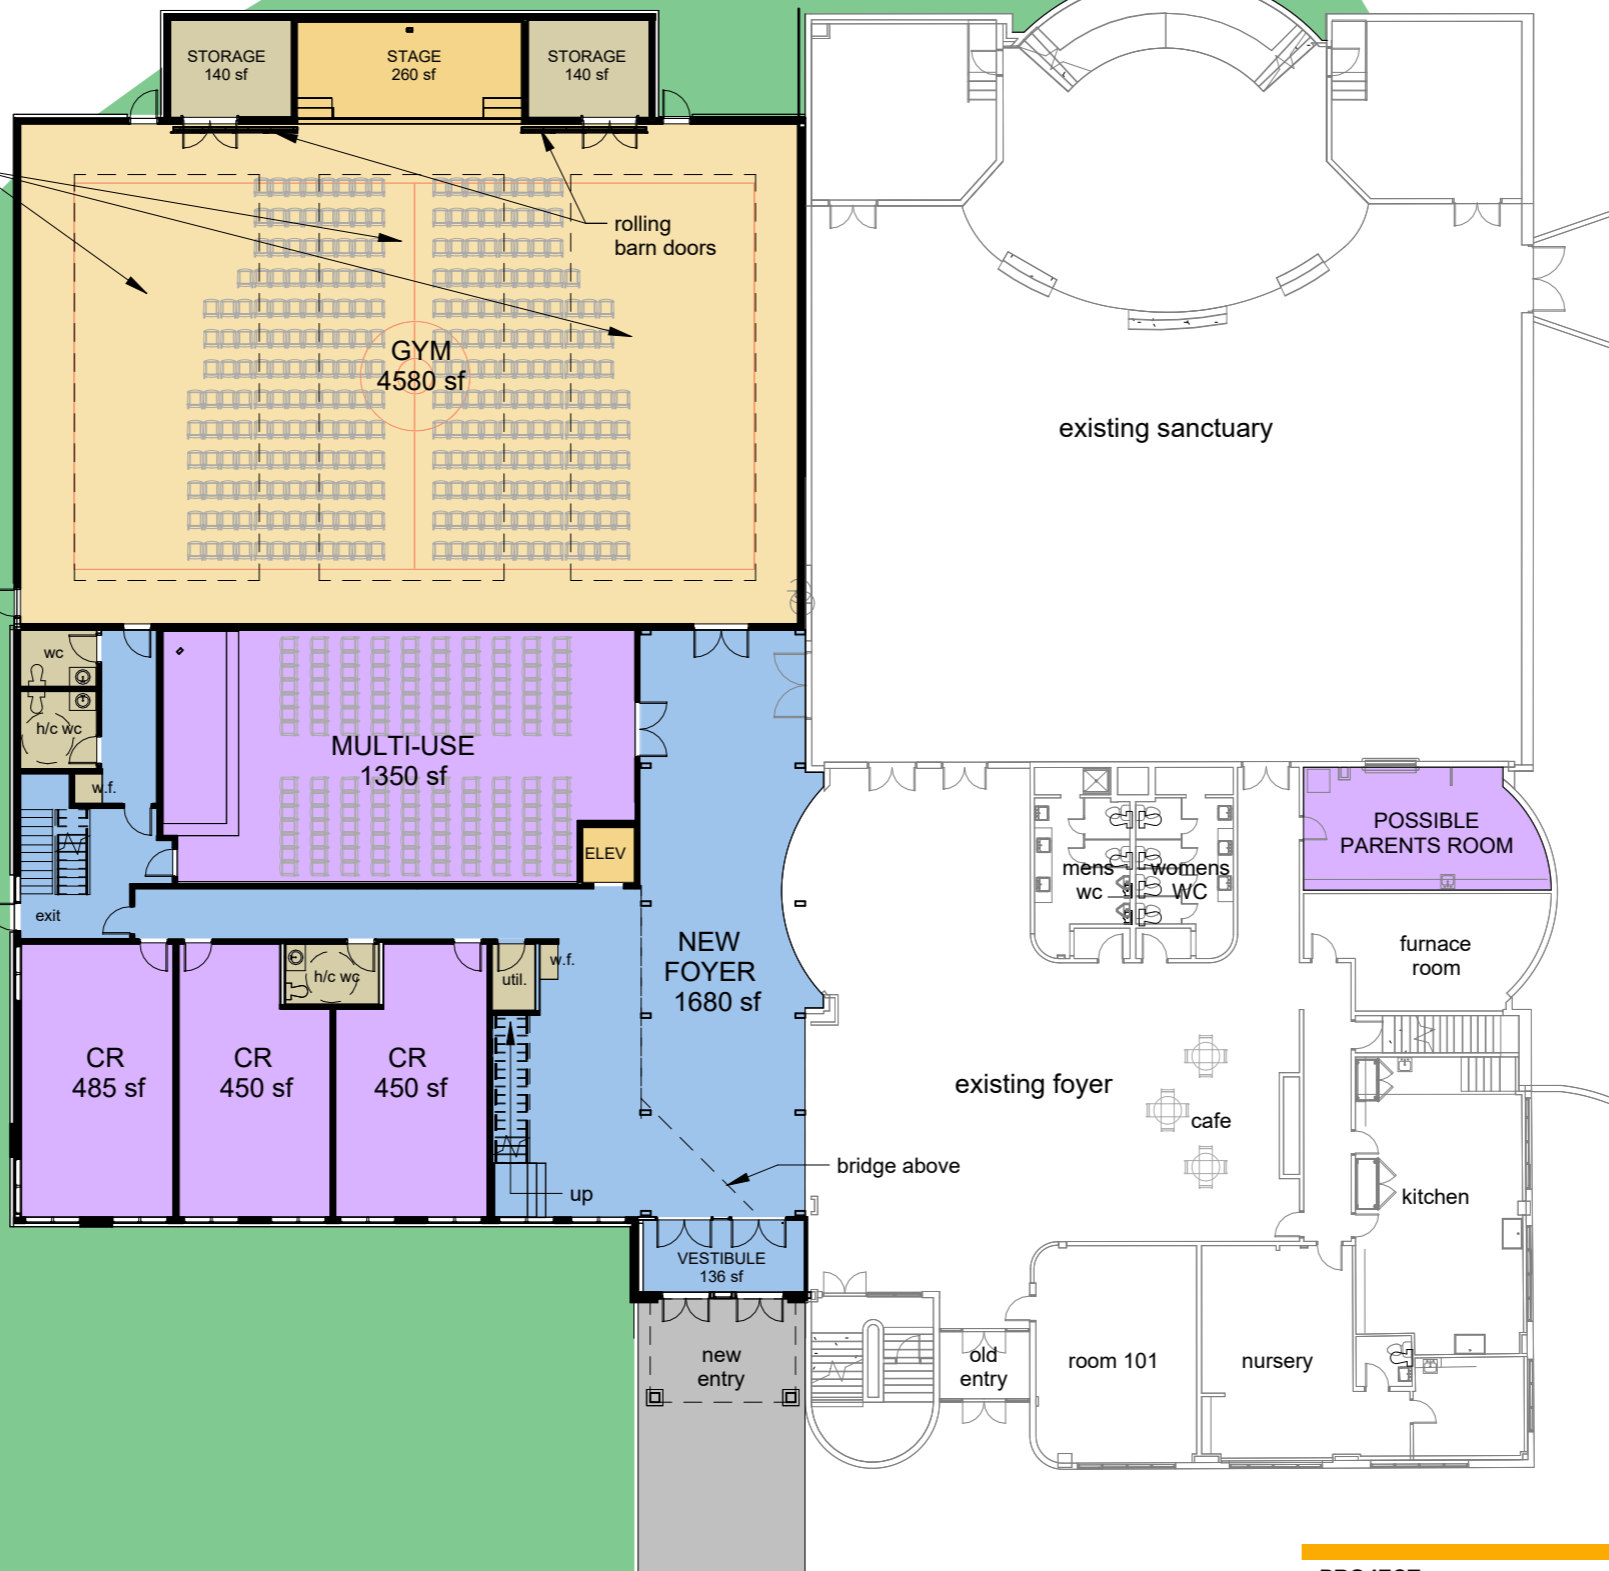 STORAGE
140 sf
STAGE
260 sf
STORAGE
140 sf
rolling
barn doors
GYM
4580 sf
existing sanctuary
wc
h/c wc
w.f.
MULTI-USE
1350 sf
ELEV
exit
POSSIBLE
PARENTS ROOM
mens
wc
womens
WC
furnace
room
NEW
FOYER
1680 sf
h/c wc
util.
w.f.
CR
485 sf
CR
450 sf
CR
450 sf
existing foyer
cafe
bridge above
up
kitchen
VESTIBULE
136 sf
new
entry
old
entry
room 101
nursery